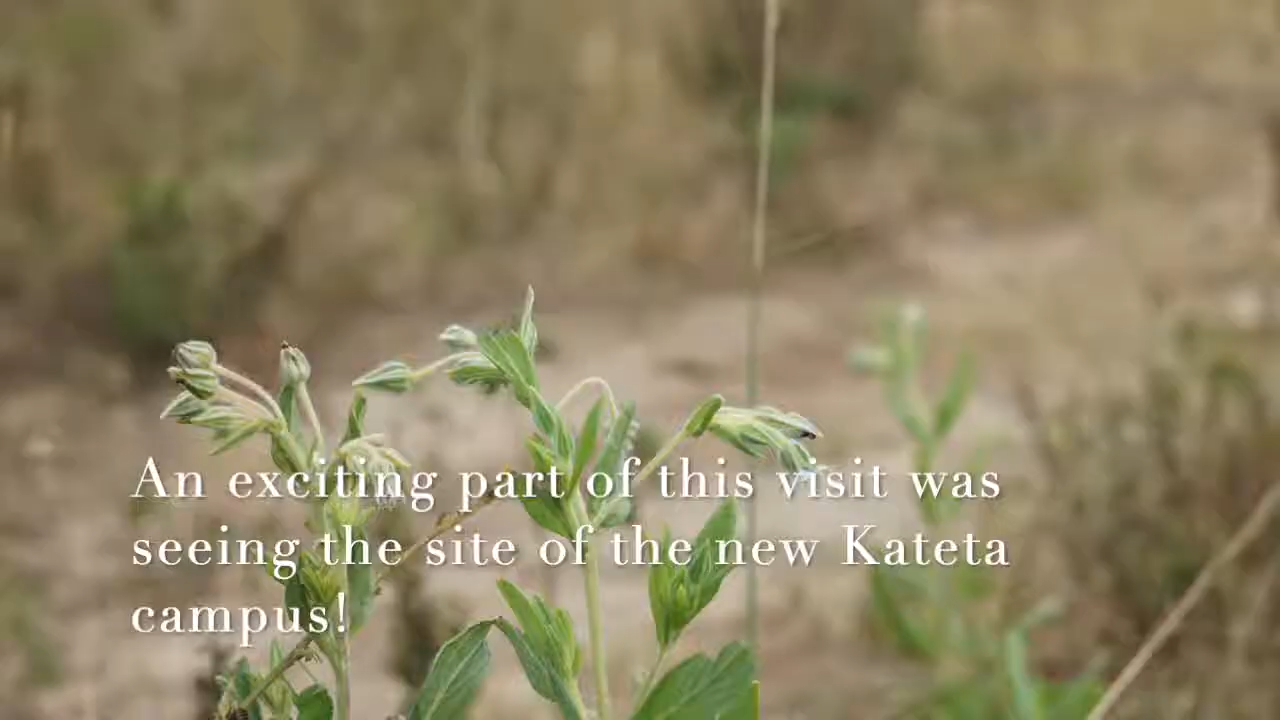 An exciting part of this visit was
seeing the site of the new Kateta
campus!